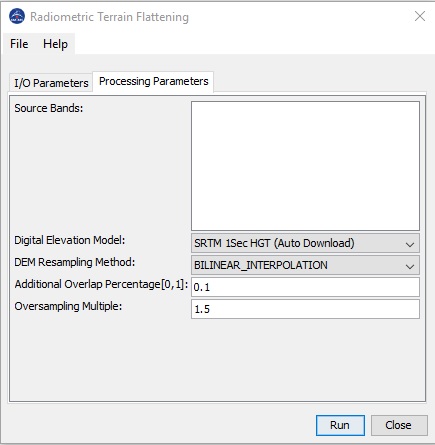 Radiometric Terrain Flattening
File Help
I/O Parameters Processing Parameters
Source Bands:
Digital Elevation Model: SRTM 1Sec HGT (Auto Download)
DEM Resampling Method: BILINEAR_INTERPOLATION
Additional Overlap Percentage[0,1]: 0.1
Oversampling Multiple: 1.5
Run Close